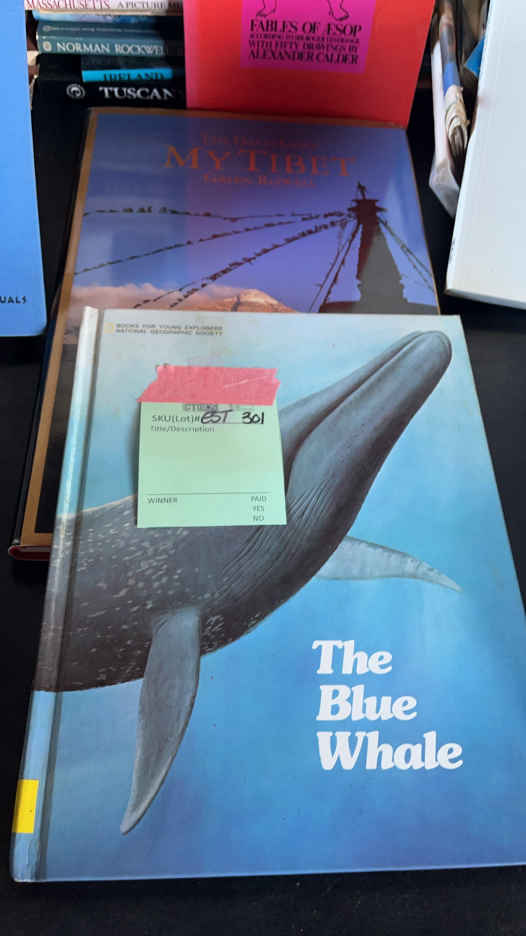 MASSACHUSETTS A PICTURE
NORMAN ROCKWELL
IRELAND
TUSCAN
FABLES OF ÆSOP
WITH FIFTY DRAWINGS BY
ALEXANDER CALDER
MY TIBET
UALS
BOOKS FOR YOUNG EXPLORERS
NATIONAL GEOGRAPHIC SOCIETY
SKU(Lot)# EST 301
Title/Description
WINNER PAID
YES
NO
The
Blue
Whale